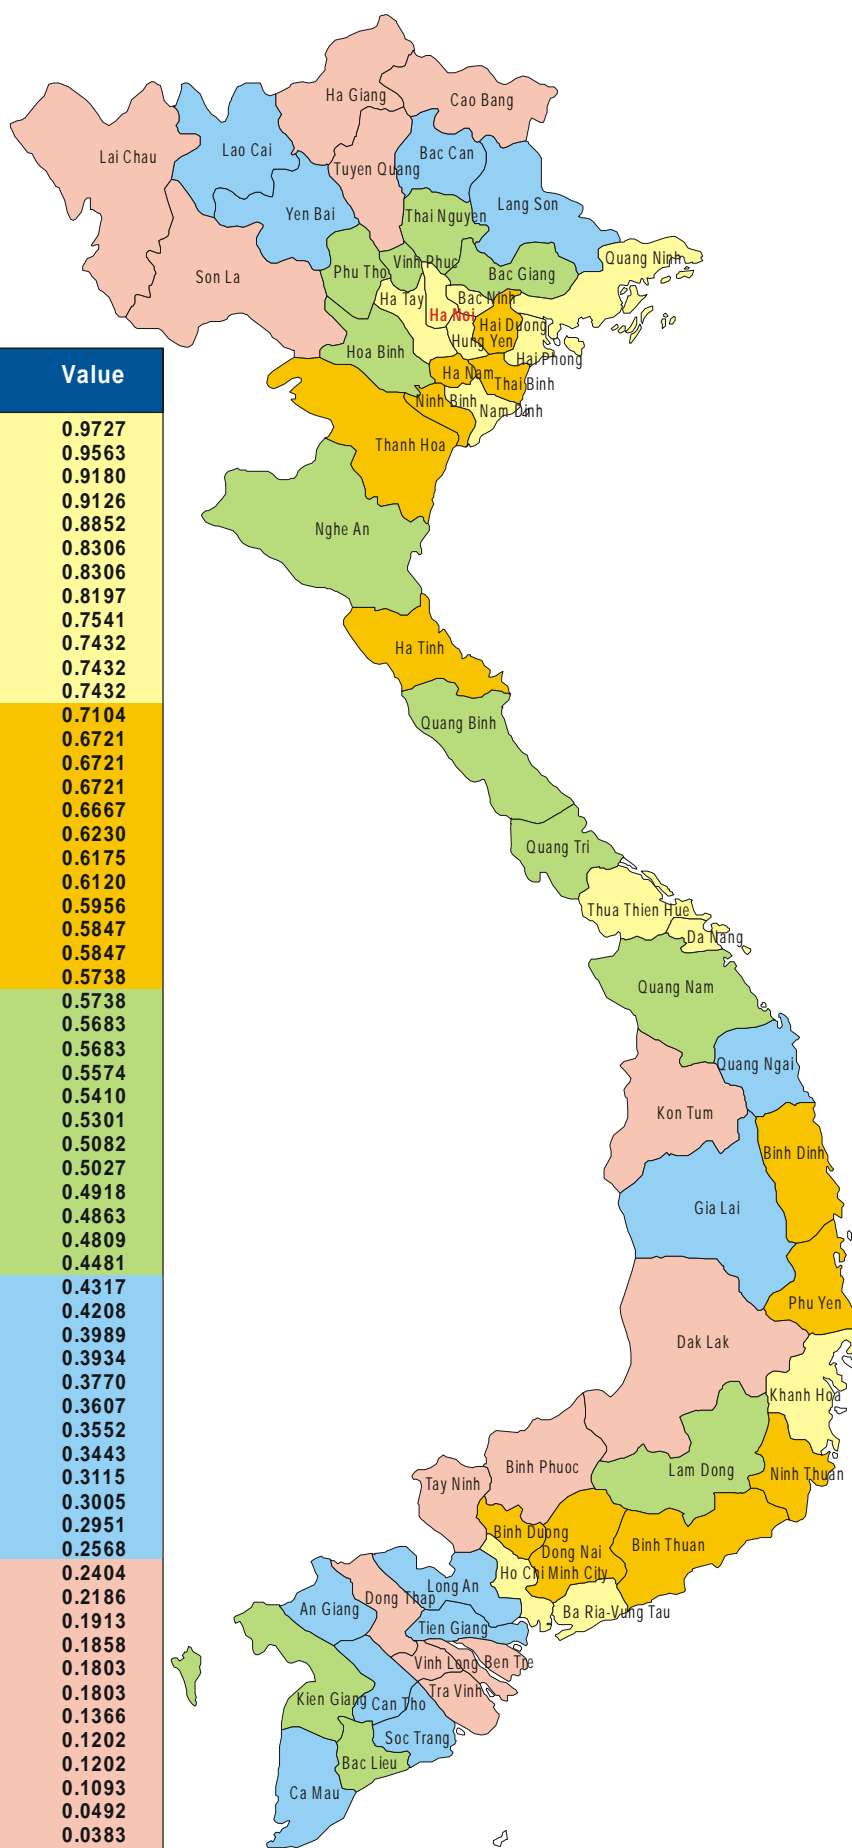 Ha Giang
Cao Bang
Lai Chau
Lao Cai
Bac Can
Tuyen Quang
Lang Son
Yen Bai
Thai Nguyen
Quang Ninh
Vinh Phuc
Son La
Phu Tho
Bac Giang
Ha Tay
Bac Ninh
Ha Noi
Hai Duong
Hung Yen
Hoa Binh
Hai Phong
Ha Nam
Thai Binh
Ninh Binh
Nam Dinh
Thanh Hoa
Nghe An
Ha Tinh
Quang Binh
Quang Tri
Thua Thien Hue
Da Nang
Quang Nam
Quang Ngai
Kon Tum
Binh Dinh
Gia Lai
Phu Yen
Dak Lak
Khanh Hoa
Binh Phuoc
Lam Dong
Ninh Thuan
Tay Ninh
Binh Duong
Dong Nai
Binh Thuan
Ho Chi Minh City
Long An
Dong Thap
An Giang
Ba Ria-Vung Tau
Tien Giang
Vinh Long
Ben Tre
Tra Vinh
Kien Giang
Can Tho
Soc Trang
Bac Lieu
Ca Mau
Value
0.9727
0.9563
0.9180
0.9126
0.8852
0.8306
0.8306
0.8197
0.7541
0.7432
0.7432
0.7432
0.7104
0.6721
0.6721
0.6721
0.6667
0.6230
0.6175
0.6120
0.5956
0.5847
0.5847
0.5738
0.5738
0.5683
0.5683
0.5574
0.5410
0.5301
0.5082
0.5027
0.4918
0.4863
0.4809
0.4481
0.4317
0.4208
0.3989
0.3934
0.3770
0.3607
0.3552
0.3443
0.3115
0.3005
0.2951
0.2568
0.2404
0.2186
0.1913
0.1858
0.1803
0.1803
0.1366
0.1202
0.1202
0.1093
0.0492
0.0383